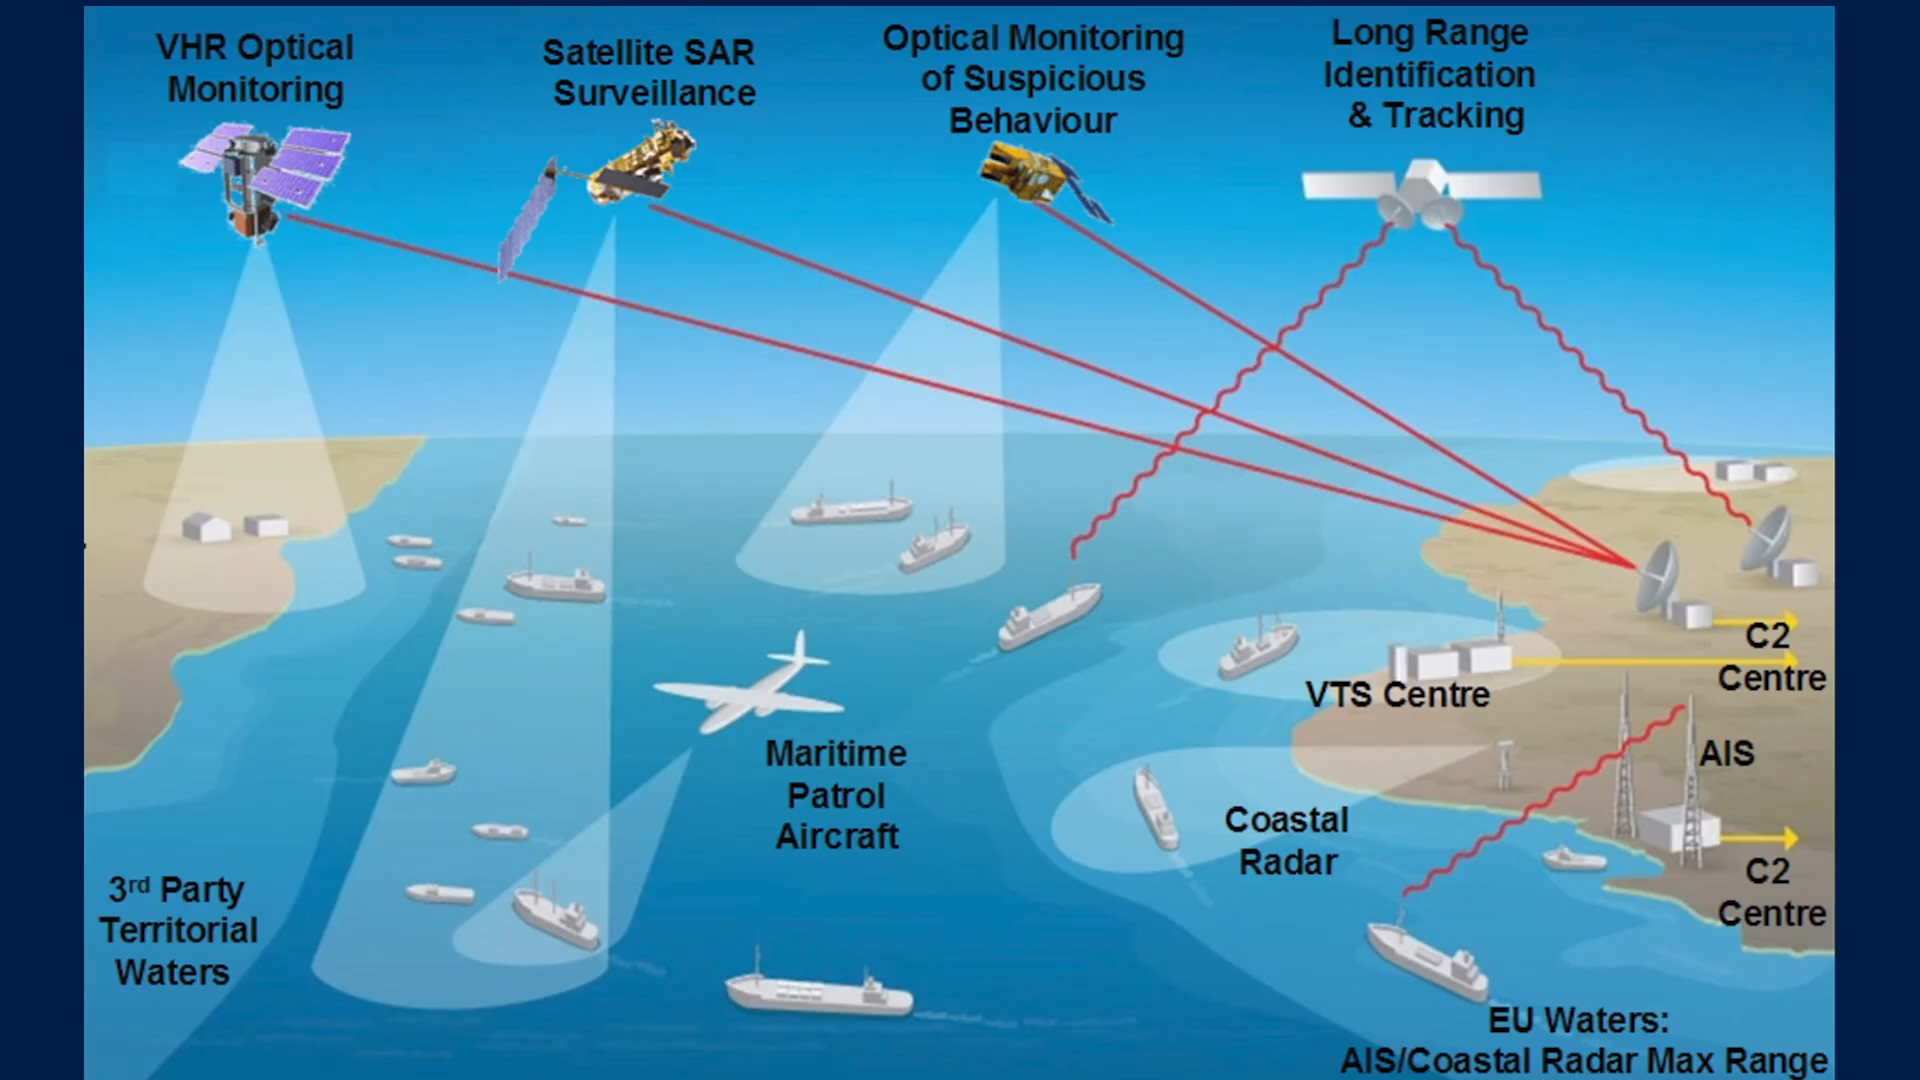 VHR Optical
Monitoring
Satellite SAR
Surveillance
Optical Monitoring
of Suspicious
Behaviour
Long Range
Identification
& Tracking
C2
Centre
VTS Centre
Maritime
Patrol
Aircraft
AIS
Coastal
Radar
C2
Centre
3rd Party
Territorial
Waters
EU Waters:
AIS/Coastal Radar Max Range